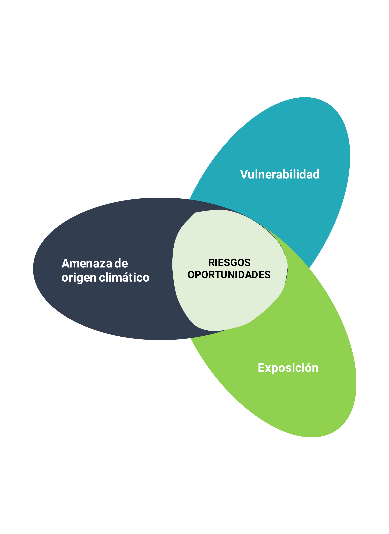 Vulnerabilidad
Amenaza de
origen climático
RIESGOS
OPORTUNIDADES
Exposición